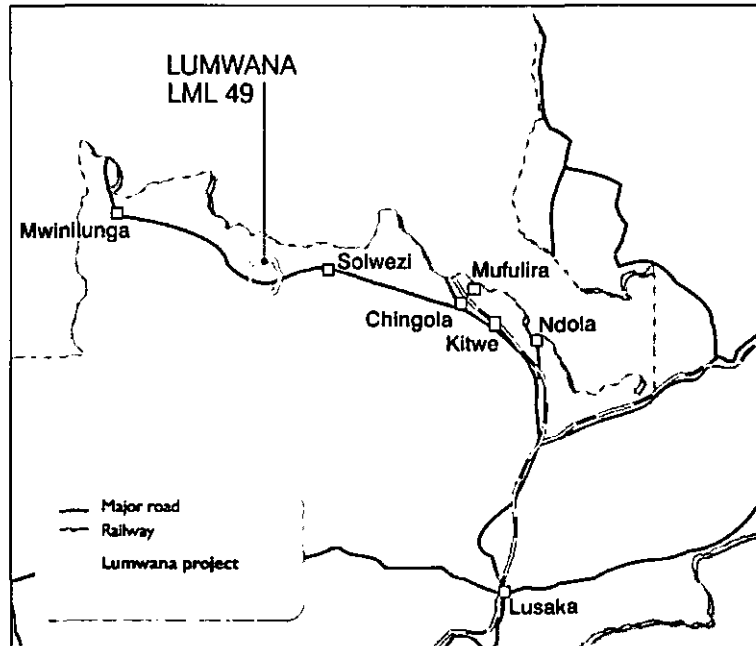 LUMWANA
LML 49
Mwinilunga
Solwezi
Mufulira
Chingola
Kitwe
Ndola
Major road
Railway
Lumwana project
Lusaka